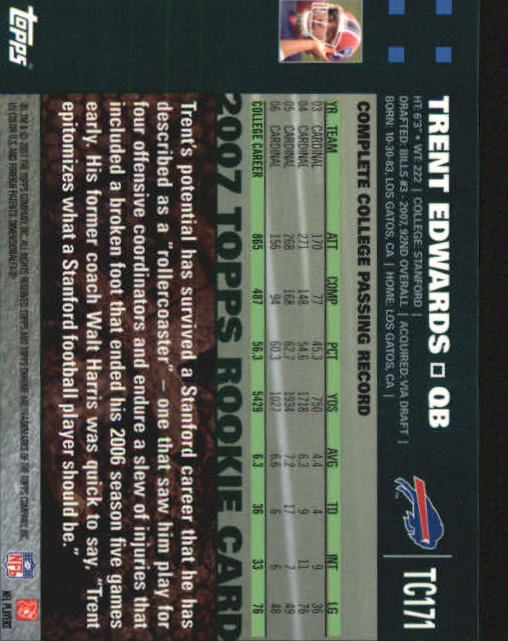 TRENT EDWARDS □ QB
TC171
HT: 6'3" • WT: 222 | COLLEGE: STANFORD |
DRAFTED: BILLS #3 - 2007, 92ND OVERALL | ACQUIRED: VIA DRAFT |
BORN: 10-30-83, LOS GATOS, CA | HOME: LOS GATOS, CA |
COMPLETE COLLEGE PASSING RECORD
YR TEAM ATT COMP PCT YDS AVG TD INT LG
03 CARDINAL 170 77 45.3 750 4.4 4 9 36
04 CARDINAL 271 148 54.6 1718 6.3 9 11 76
05 CARDINAL 268 168 62.7 1934 7.2 17 7 49
06 CARDINAL 156 94 60.3 1027 6.6 6 6 48
COLLEGE CAREER 865 487 56.3 5429 6.3 36 33 76
2007 TOPPS ROOKIE CARD
Trent's potential has survived a Stanford career that he has
described as a "rollercoaster" – one that saw him play for
four offensive coordinators and endure a slew of injuries that
included a broken foot that ended his 2006 season five games
early. His former coach Walt Harris was quick to say, "Trent
epitomizes what a Stanford football player should be."
Topps
NFL
NFL PLAYERS